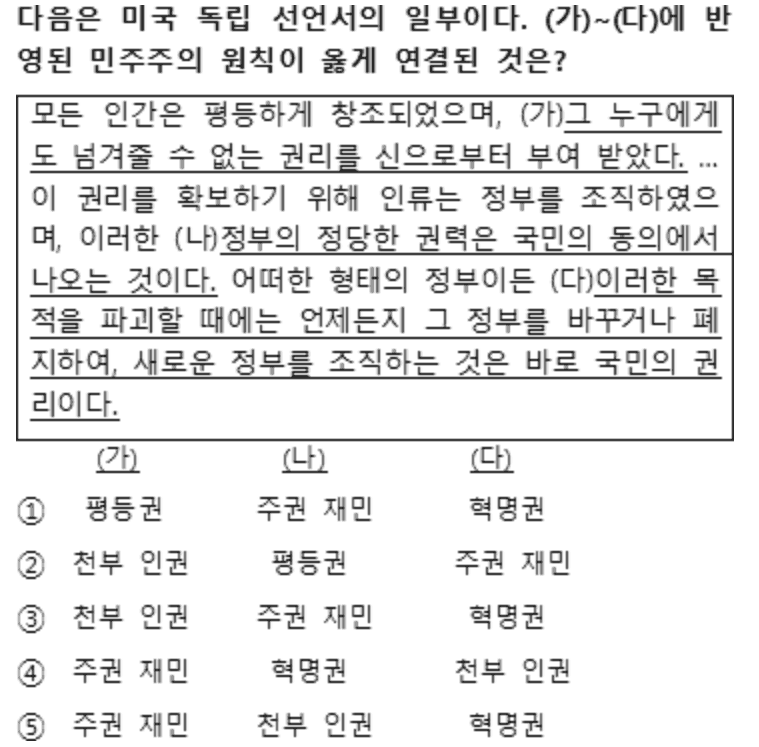 다음은 미국 독립 선언서의 일부이다. (가)~(다)에 반
영된 민주주의 원칙이 옳게 연결된 것은?
모든 인간은 평등하게 창조되었으며, (가)그 누구에게
도 넘겨줄 수 없는 권리를 신으로부터 부여 받았다. …
이 권리를 확보하기 위해 인류는 정부를 조직하였으
며, 이러한 (나)정부의 정당한 권력은 국민의 동의에서
나오는 것이다. 어떠한 형태의 정부이든 (다)이러한 목
적을 파괴할 때에는 언제든지 그 정부를 바꾸거나 폐
지하여, 새로운 정부를 조직하는 것은 바로 국민의 권
리이다.
(가) (나) (다)
① 평등권 주권 재민 혁명권
② 천부 인권 평등권 주권 재민
③ 천부 인권 주권 재민 혁명권
④ 주권 재민 혁명권 천부 인권
⑤ 주권 재민 천부 인권 혁명권